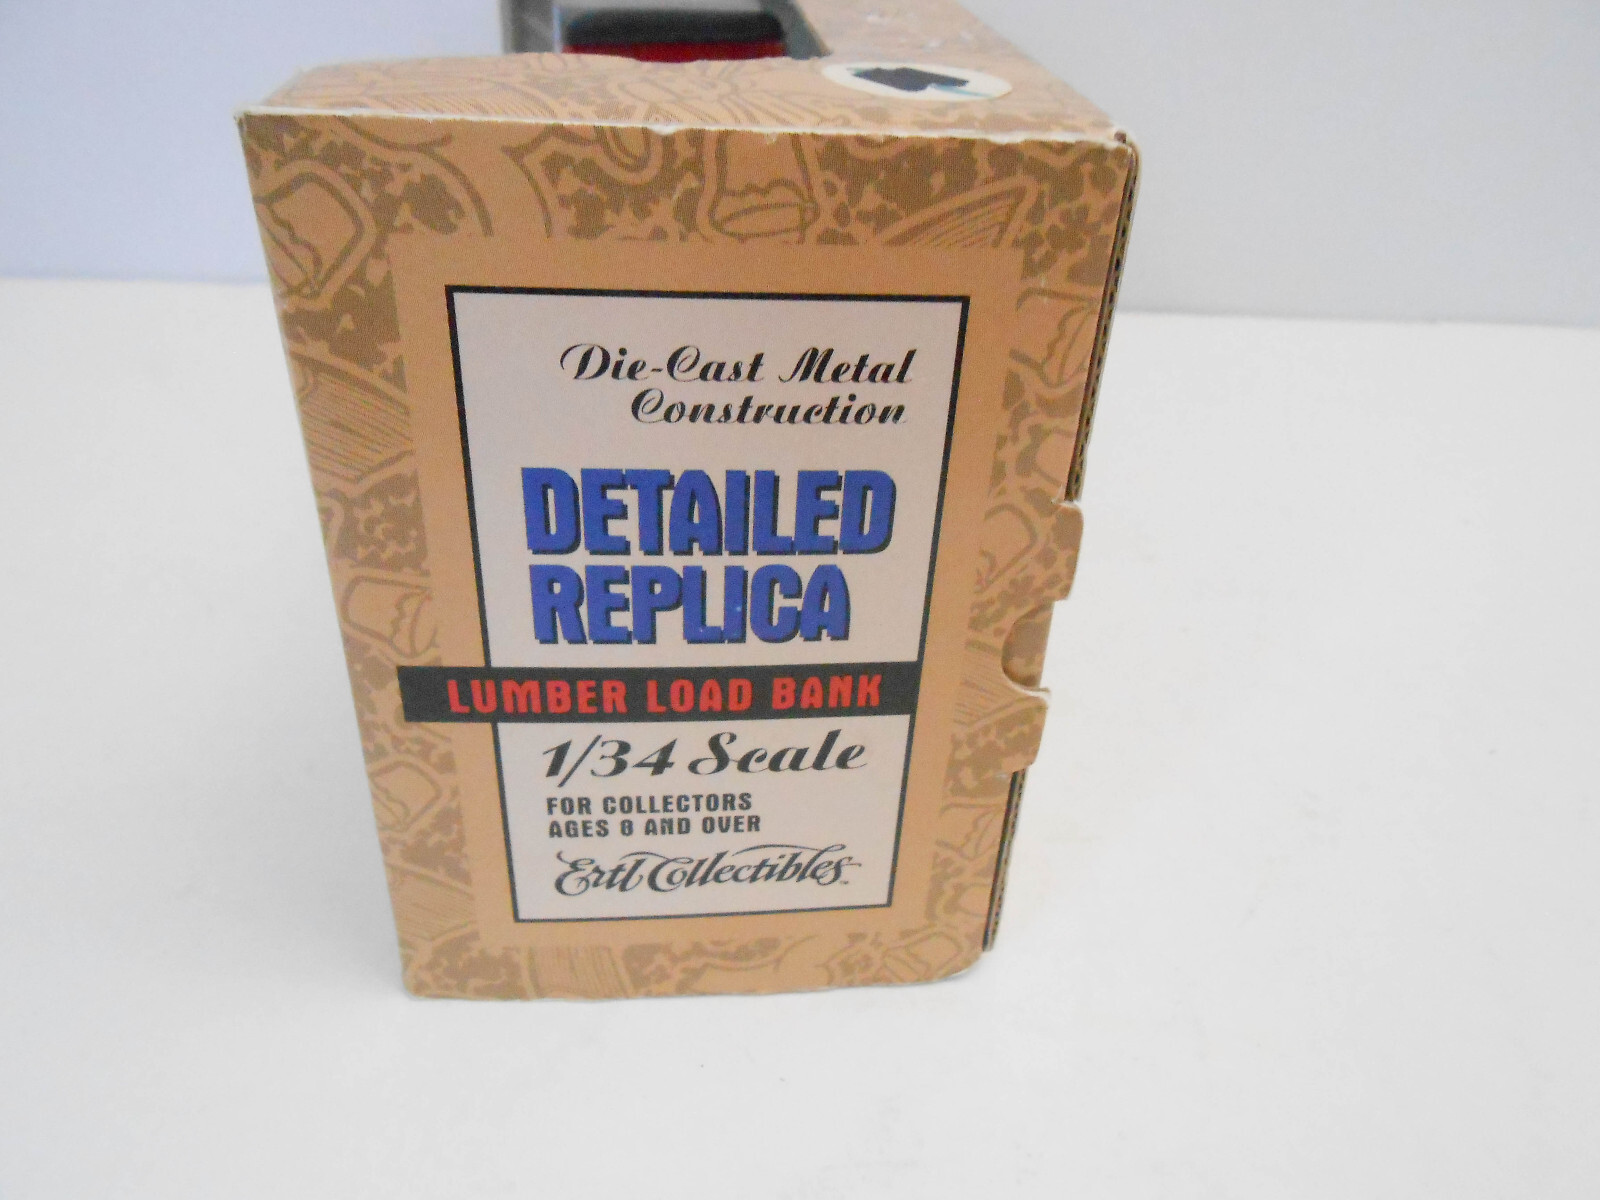 Die-Cast Metal
Construction
DETAILED
REPLICA
LUMBER LOAD BANK
1/34 Scale
FOR COLLECTORS
AGES 8 AND OVER
Ertl Collectibles™